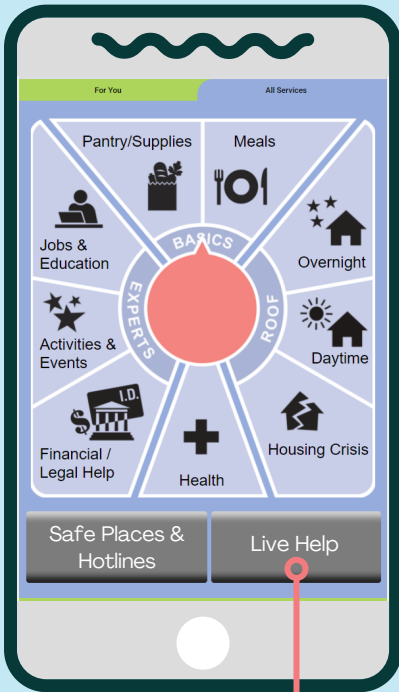 For You
All Services
Pantry/Supplies
Meals
Jobs &
Education
BASICS
Overnight
EXPERTS
ROOF
Activities &
Events
Daytime
I.D.
$
Financial /
Legal Help
Housing Crisis
Health
Safe Places &
Hotlines
Live Help